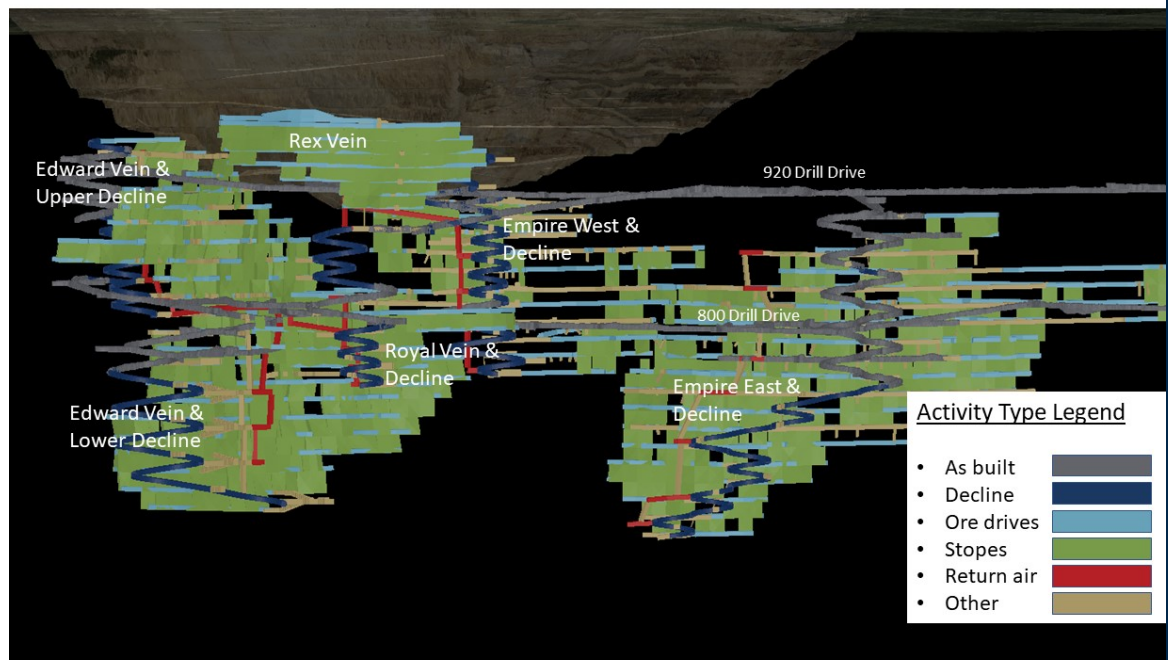 Rex Vein
Edward Vein &
Upper Decline
920 Drill Drive
Empire West &
Decline
800 Drill Drive
Royal Vein &
Decline
Empire East &
Decline
Edward Vein &
Lower Decline
Activity Type Legend
• As built
• Decline
• Ore drives
• Stopes
• Return air
• Other